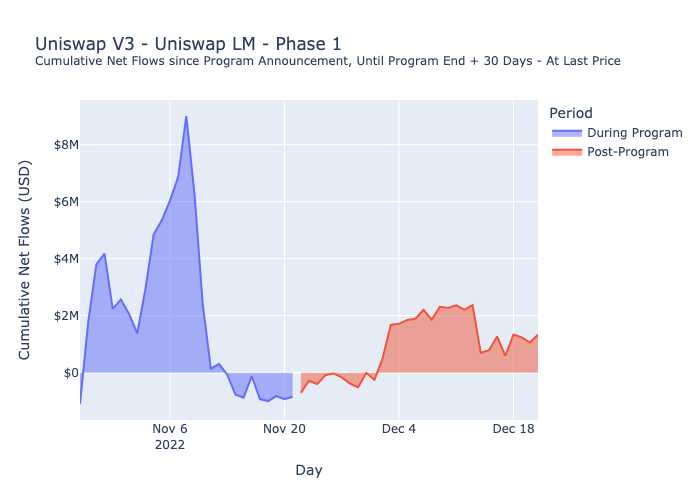 Uniswap V3 - Uniswap LM - Phase 1
Cumulative Net Flows since Program Announcement, Until Program End + 30 Days - At Last Price
Period
During Program
Post-Program
Cumulative Net Flows (USD)
$8M
$6M
$4M
$2M
$0
Nov 6
2022
Nov 20
Dec 4
Dec 18
Day